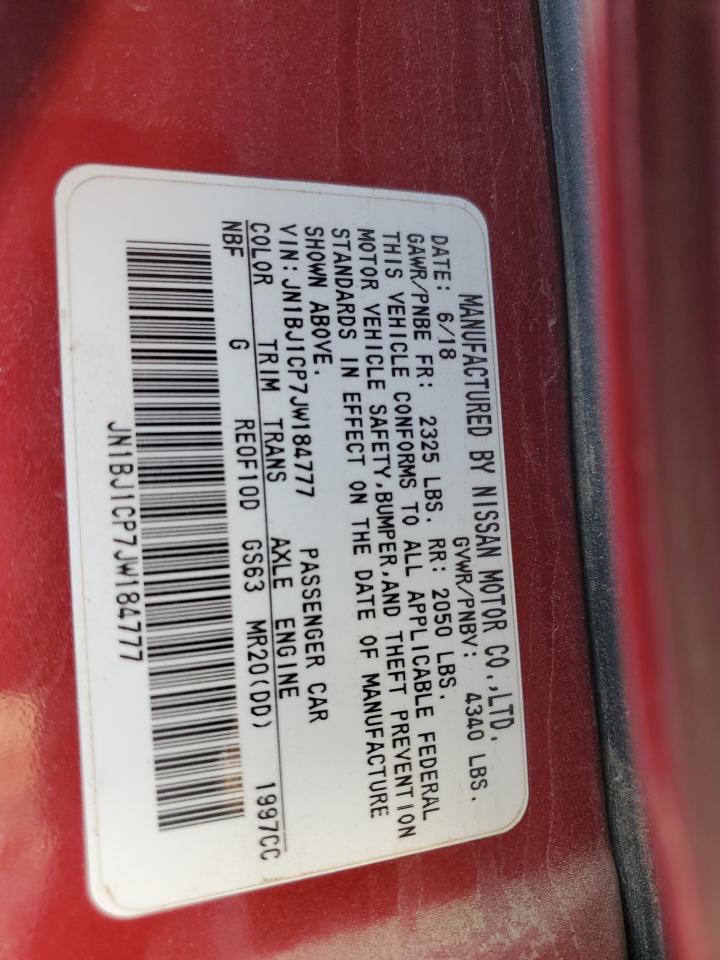 MANUFACTURED BY NISSAN MOTOR CO.,LTD.
DATE: 6/18 GVWR/PNBV: 4340 LBS.
GAWR/PNBE FR: 2325 LBS. RR: 2050 LBS.
THIS VEHICLE CONFORMS TO ALL APPLICABLE FEDERAL
MOTOR VEHICLE SAFETY,BUMPER,AND THEFT PREVENTION
STANDARDS IN EFFECT ON THE DATE OF MANUFACTURE
SHOWN ABOVE.
VIN: JN1BJ1CP7JW184777 PASSENGER CAR
COLOR TRIM TRANS AXLE ENGINE
NBF G RE0F10D GS63 MR20(DD) 1997CC
JN1BJ1CP7JW184777